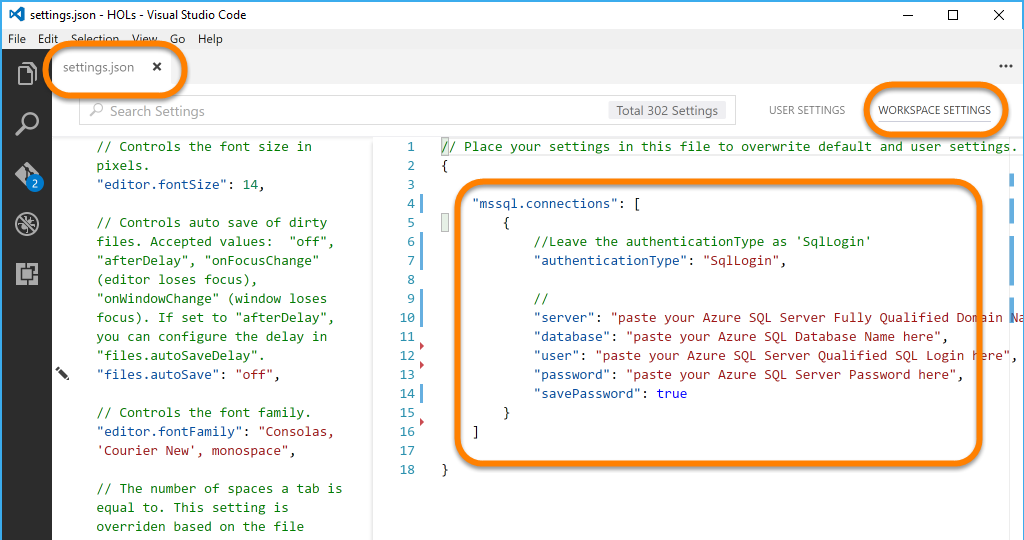 settings.json - HOLs - Visual Studio Code
File Edit Selection View Go Help
settings.json
Search Settings
Total 302 Settings
USER SETTINGS
WORKSPACE SETTINGS
2
// Controls the font size in
pixels.
"editor.fontSize": 14,
// Controls auto save of dirty
files. Accepted values:  "off",
"afterDelay", "onFocusChange"
(editor loses focus),
"onWindowChange" (window loses
focus). If set to "afterDelay",
you can configure the delay in
"files.autoSaveDelay".
"files.autoSave": "off",
// Controls the font family.
"editor.fontFamily": "Consolas,
'Courier New', monospace",
// The number of spaces a tab is
equal to. This setting is
overriden based on the file
1 // Place your settings in this file to overwrite default and user settings.
2 {
3
4 "mssql.connections": [
5 {
6 //Leave the authenticationType as 'SqlLogin'
7 "authenticationType": "SqlLogin",
8
9 //
10 "server": "paste your Azure SQL Server Fully Qualified Domain Na
11 "database": "paste your Azure SQL Database Name here",
12 "user": "paste your Azure SQL Server Qualified SQL Login here",
13 "password": "paste your Azure SQL Server Password here",
14 "savePassword": true
15 }
16 ]
17
18 }